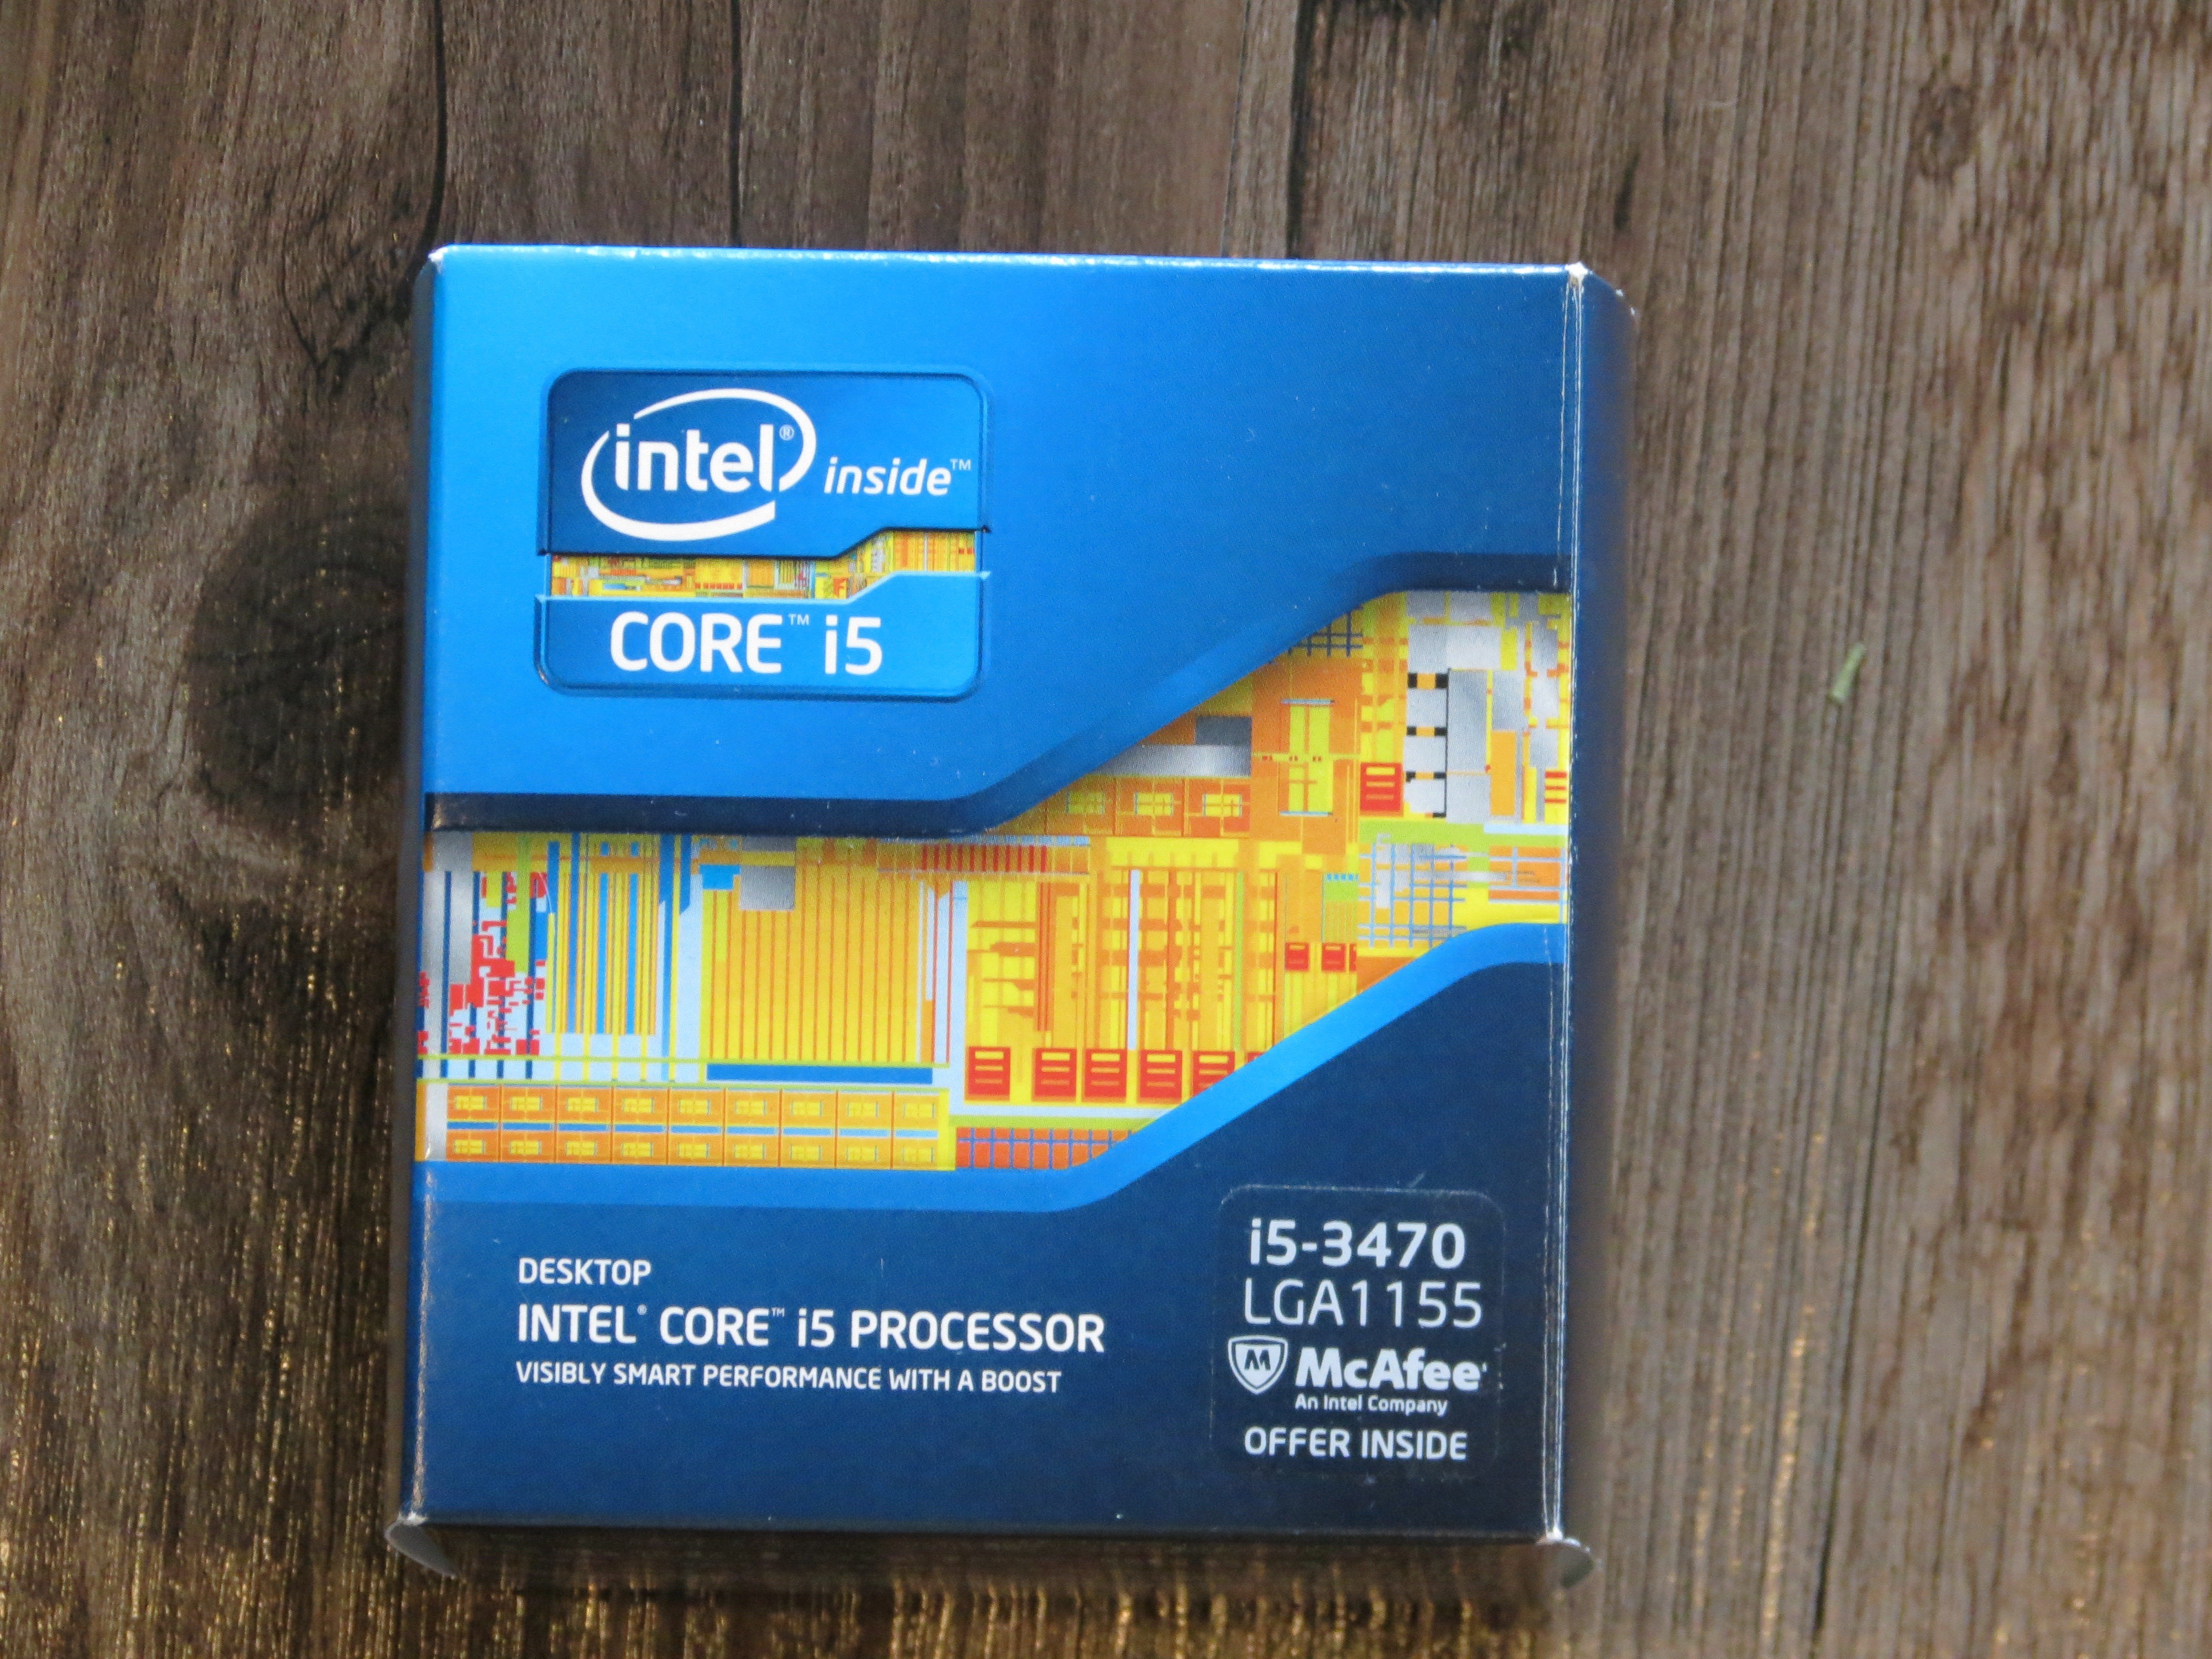 intel® inside™
CORE™ i5
DESKTOP
INTEL® CORE™ i5 PROCESSOR
VISIBLY SMART PERFORMANCE WITH A BOOST
i5-3470
LGA1155
M McAfee®
An Intel Company
OFFER INSIDE